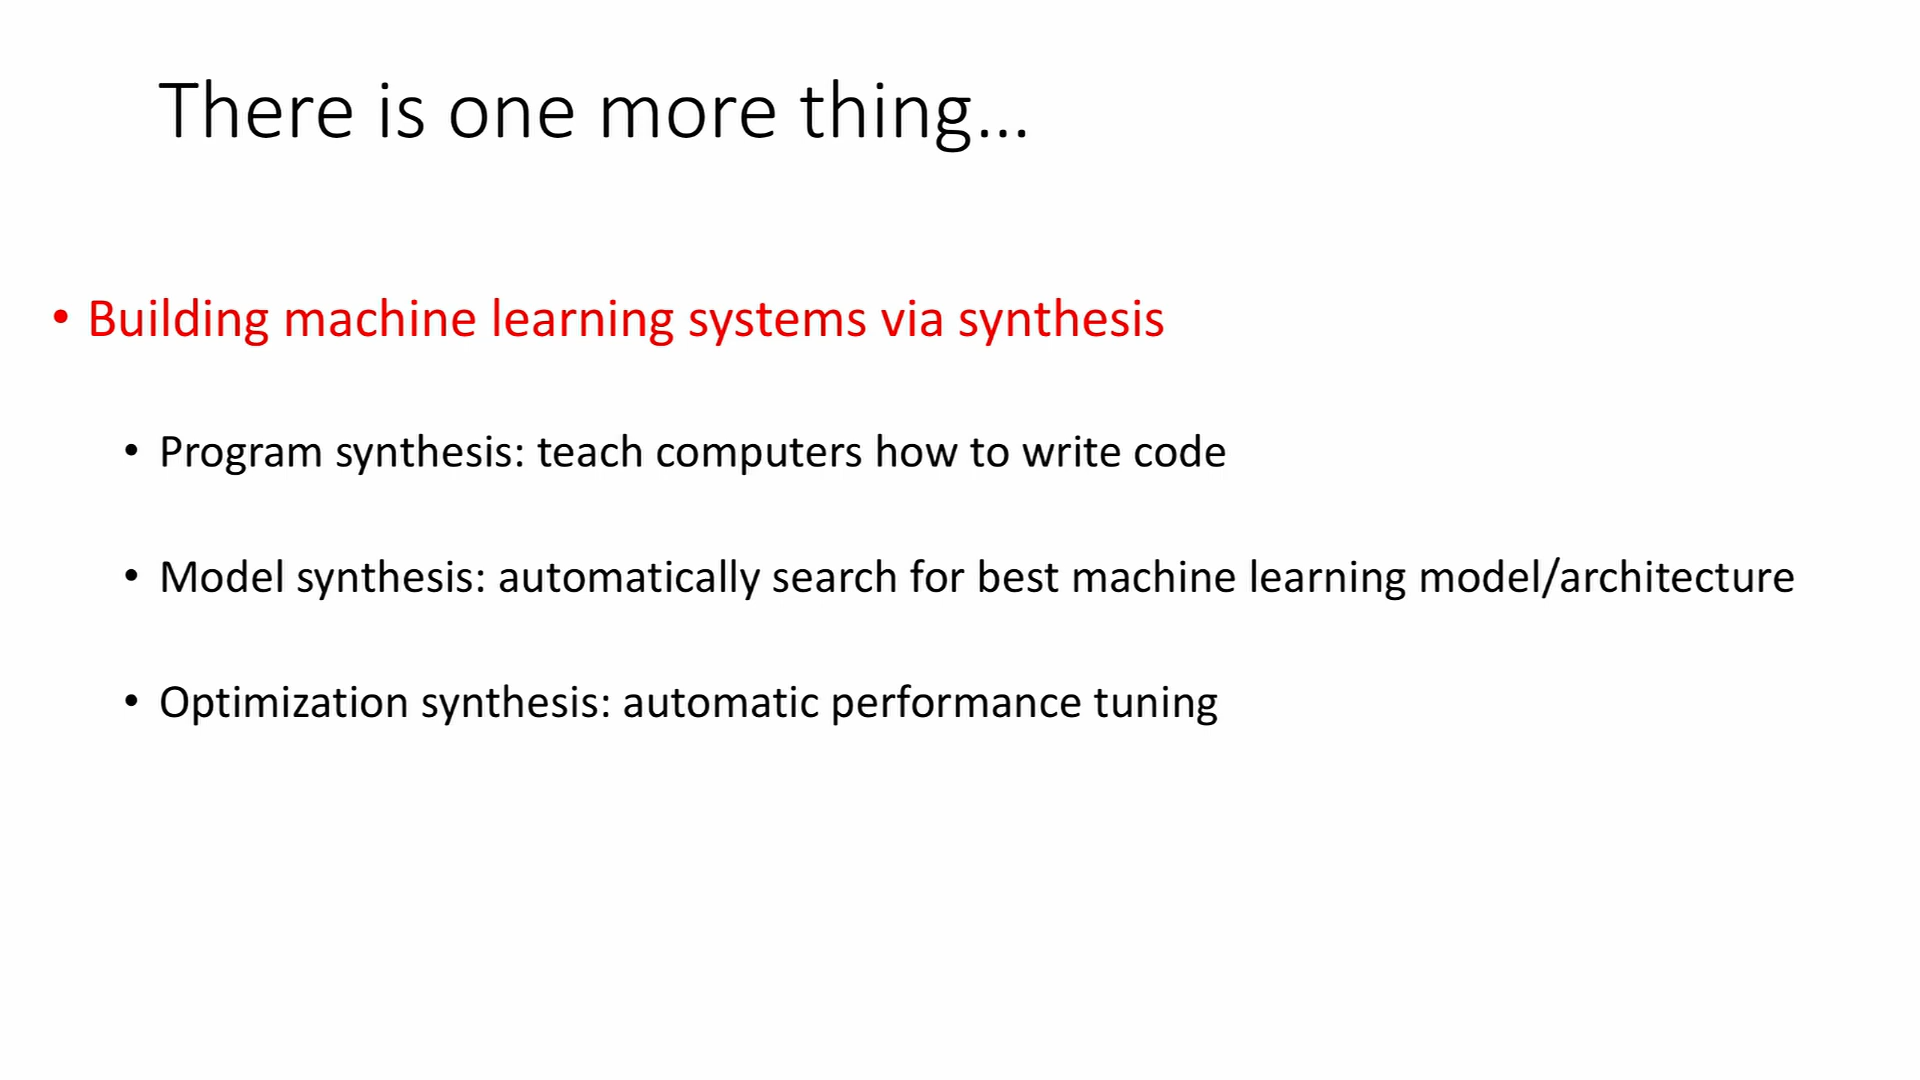 There is one more thing...
• Building machine learning systems via synthesis
• Program synthesis: teach computers how to write code
• Model synthesis: automatically search for best machine learning model/architecture
• Optimization synthesis: automatic performance tuning